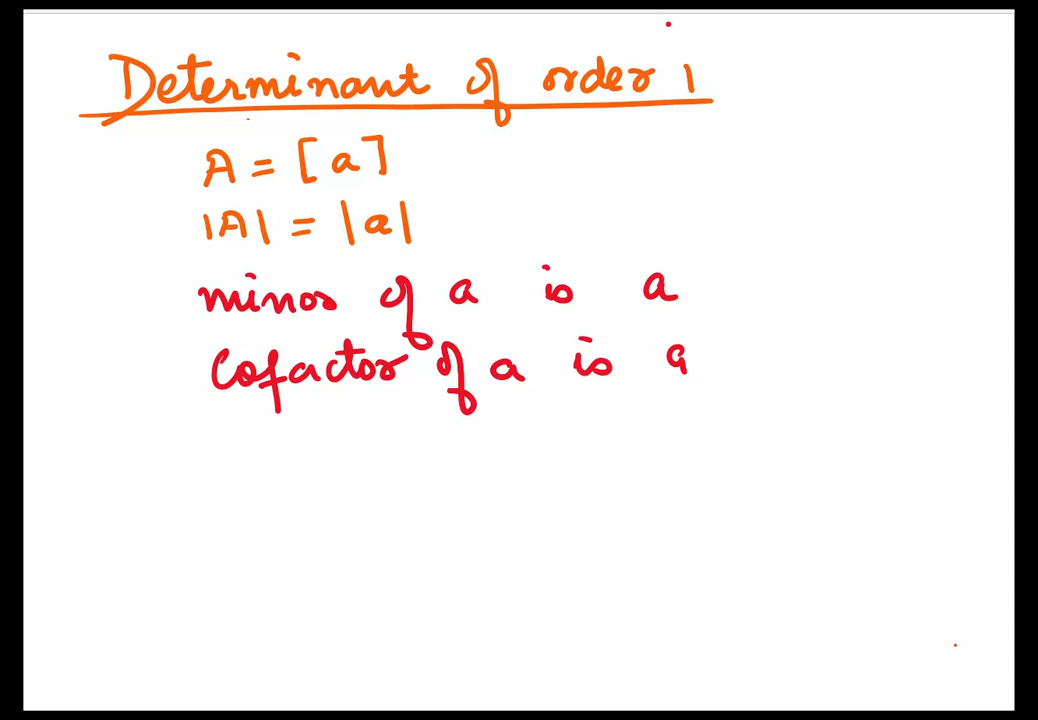 Determinant of order 1
A = [a]
|A| = |a|
minor of a is a
Cofactor of a is a